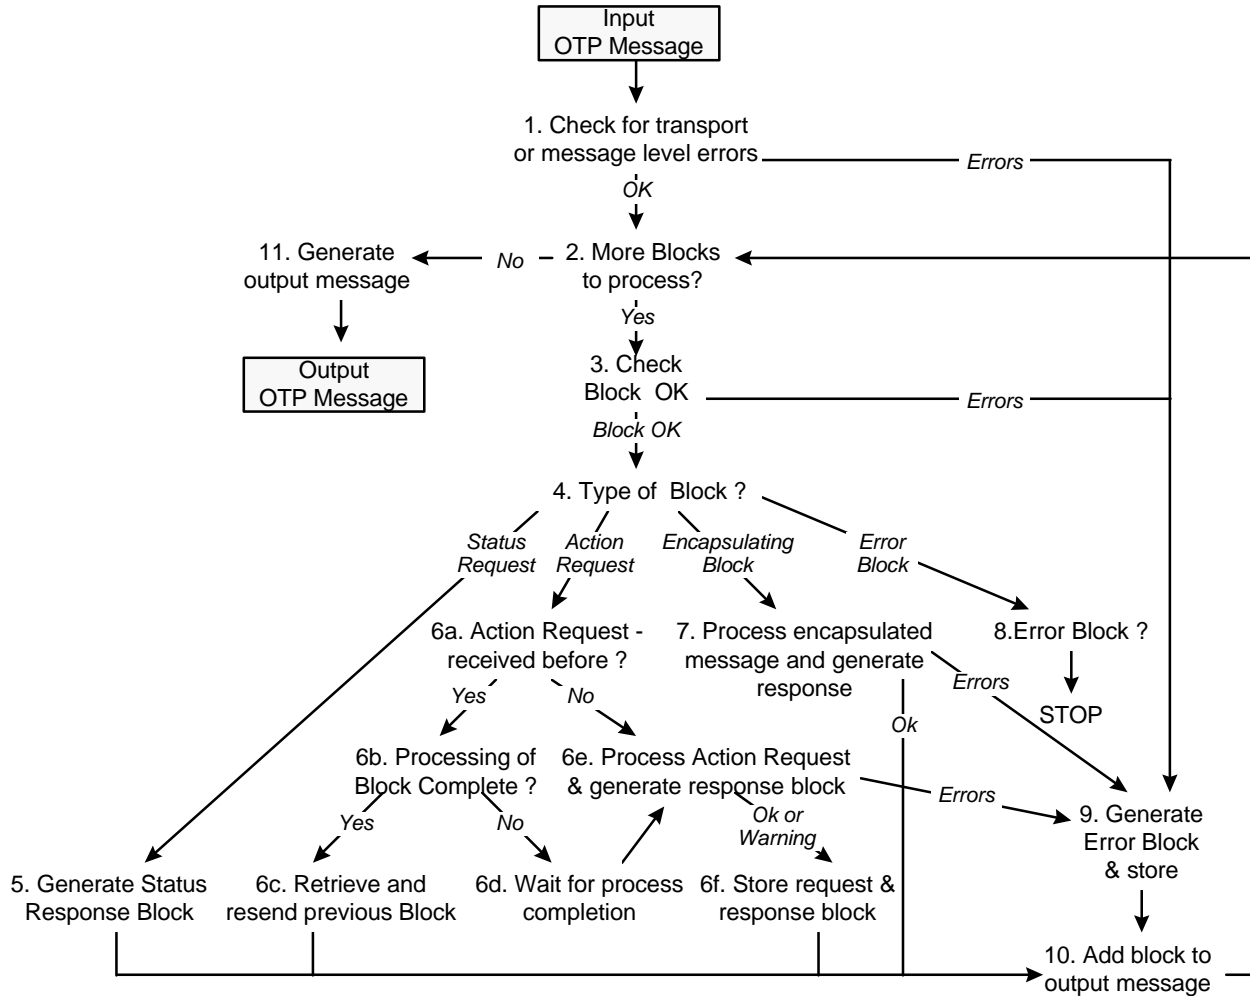 Input
OTP Message
1. Check for transport
or message level errors
Errors
OK
11. Generate
output message
No
2. More Blocks
to process?
Yes
Output
OTP Message
3. Check
Block OK
Errors
Block OK
4. Type of Block ?
Status
Request
Action
Request
Encapsulating
Block
Error
Block
6a. Action Request -
received before ?
7. Process encapsulated
message and generate
response
8.Error Block ?
Yes
No
Errors
Ok
STOP
6b. Processing of
Block Complete ?
6e. Process Action Request
& generate response block
Errors
9. Generate
Error Block
& store
Yes
No
Ok or
Warning
5. Generate Status
Response Block
6c. Retrieve and
resend previous Block
6d. Wait for process
completion
6f. Store request &
response block
10. Add block to
output message